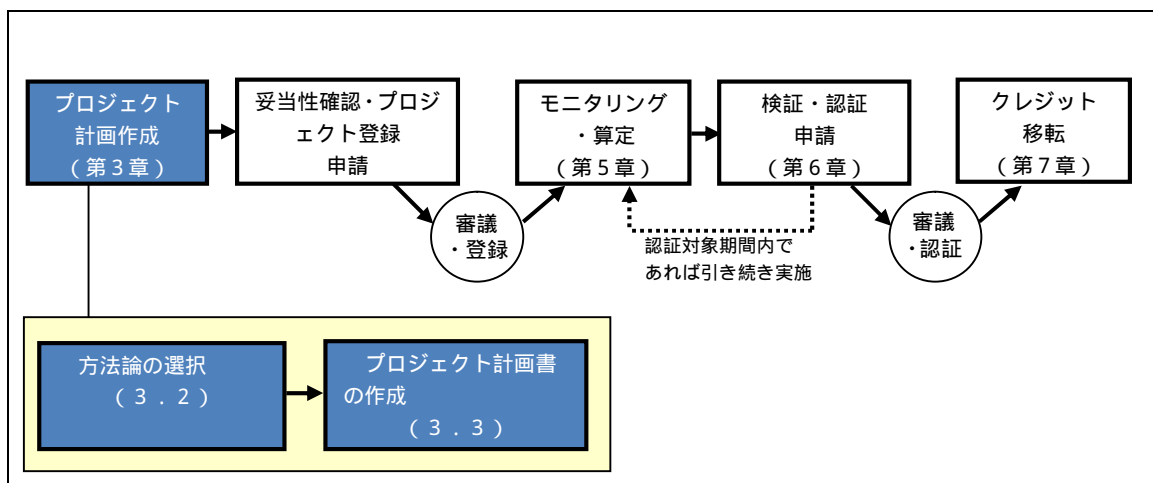 プロジェクト
計画作成
(第3章)
妥当性確認・プロジ
ェクト登録
申請
審議
・登録
モニタリング
・算定
(第5章)
検証・認証
申請
(第6章)
認証対象期間内で
あれば引き続き実施
審議
・認証
クレジット
移転
(第7章)
方法論の選択
(3.2)
プロジェクト計画書
の作成
(3.3)